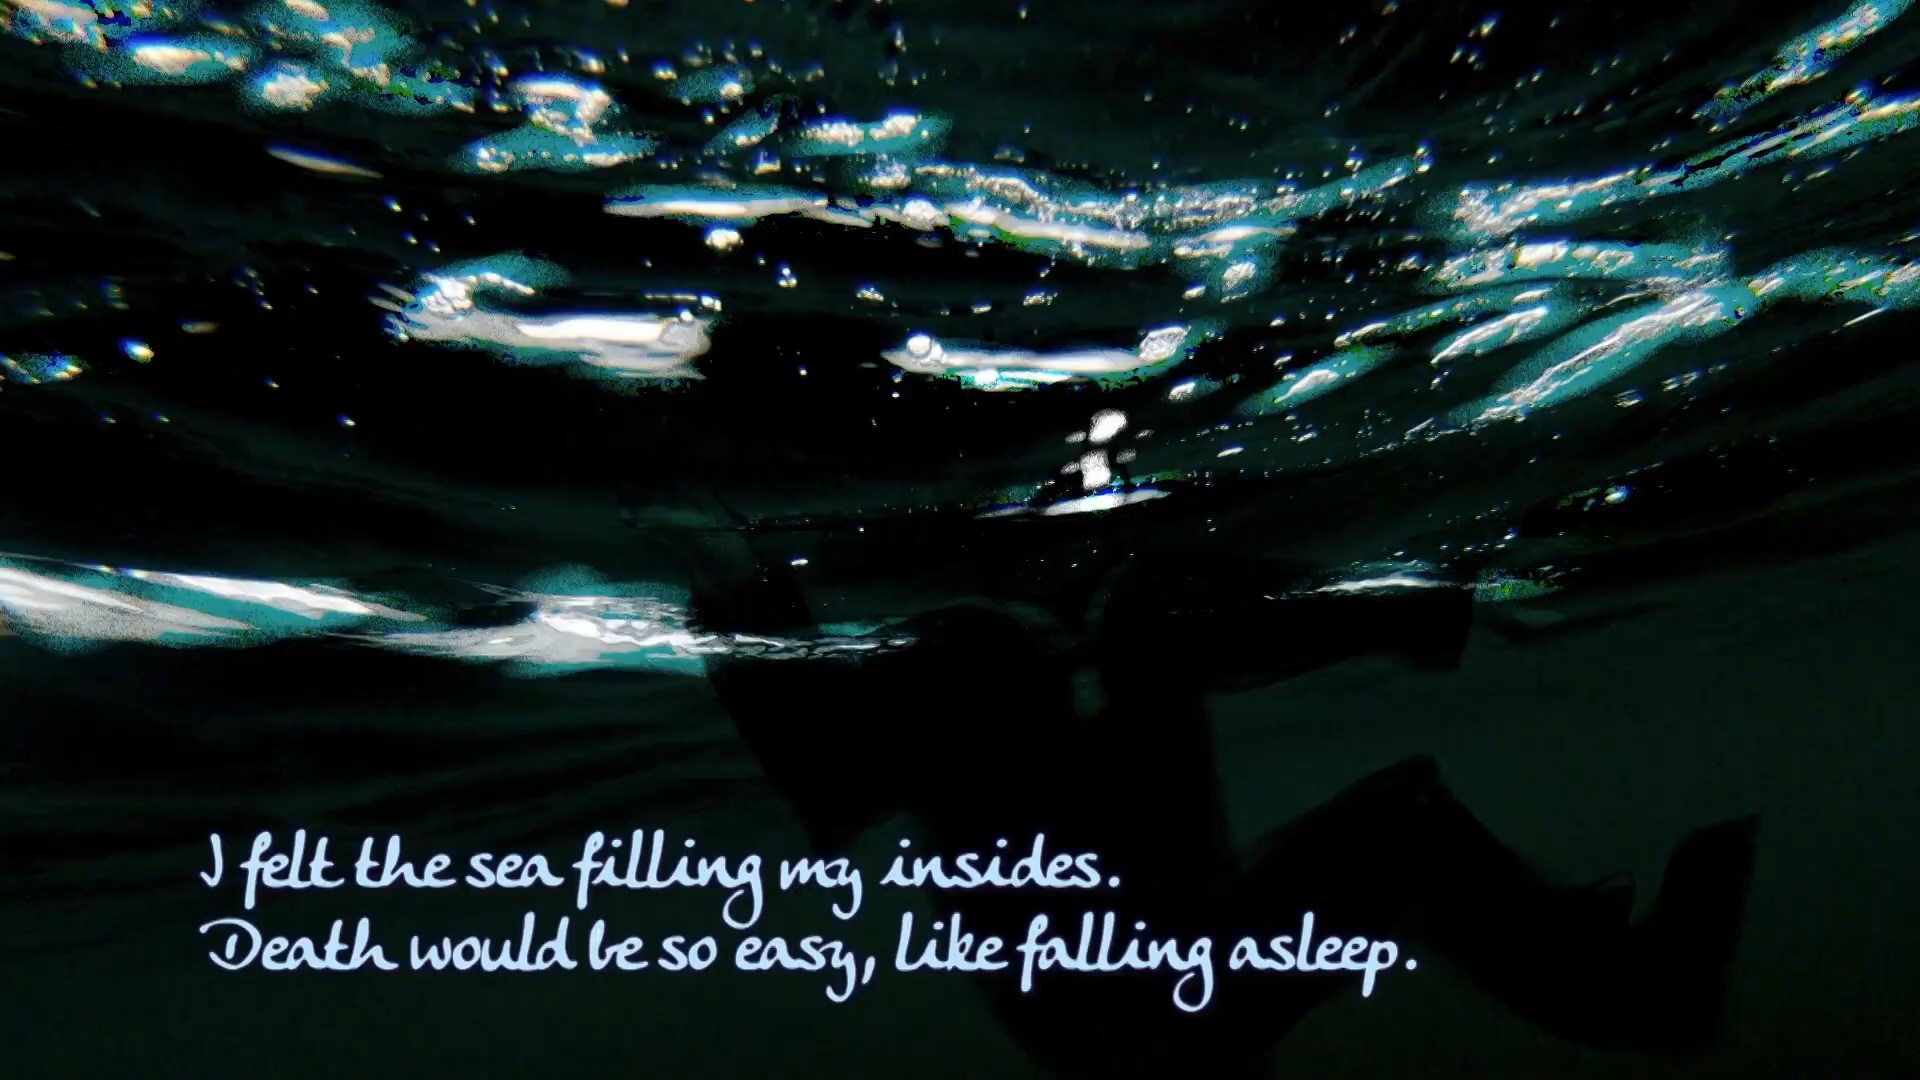 I felt the sea filling my insides.
Death would be so easy, like falling asleep.